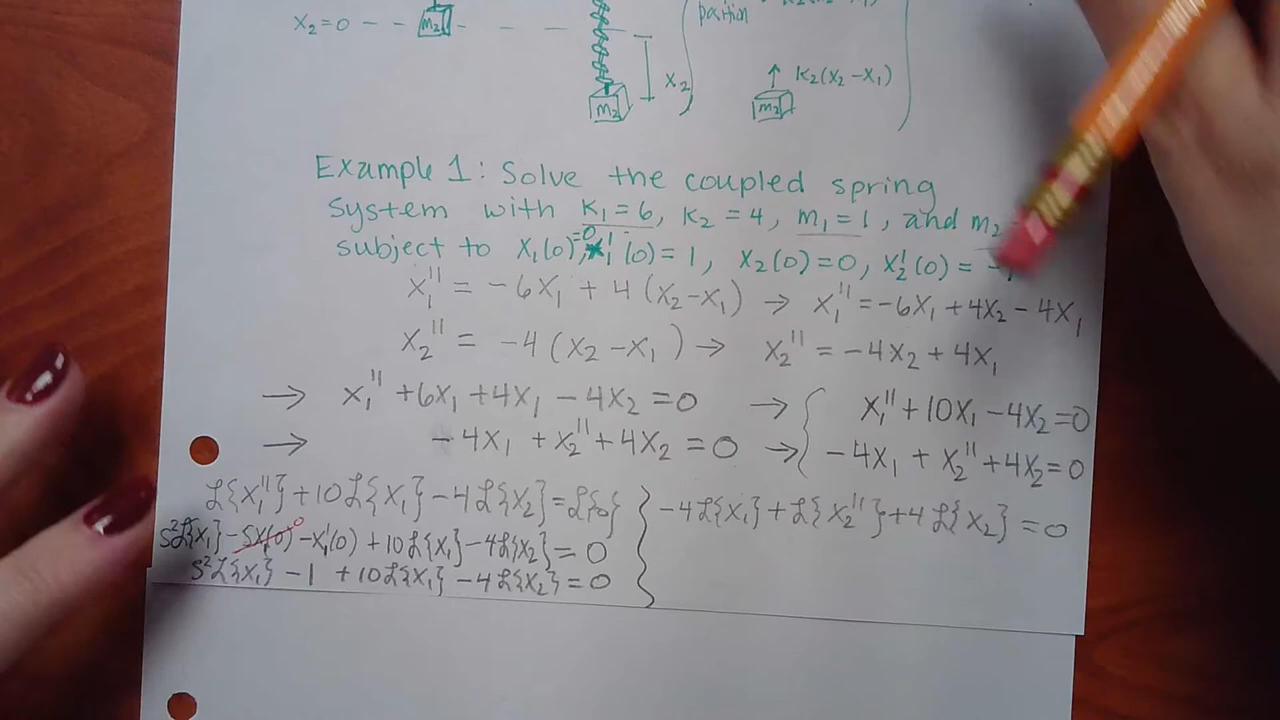 x₂=0
m₂
position
x₂
m₂
k₂(x₂-x₁)
m₂
Example 1: Solve the coupled spring
system with k₁=6, k₂=4, m₁=1, and m₂
subject to x₁(0)=0, x₁'(0)=1, x₂(0)=0, x₂'(0)= -1
x₁''= -6x₁ + 4(x₂-x₁) → x₁''=-6x₁+4x₂-4x₁
x₂''= -4(x₂-x₁) → x₂''=-4x₂+4x₁
→ x₁''+6x₁+4x₁-4x₂=0 → { x₁''+10x₁-4x₂=0
→ -4x₁+x₂''+4x₂=0 → -4x₁+x₂''+4x₂=0
ℒ{x₁''}+10ℒ{x₁}-4ℒ{x₂}=ℒ{0} } -4ℒ{x₁}+ℒ{x₂''}+4ℒ{x₂}=0
s²ℒ{x₁}-sx₁(0)⁰-x₁'(0)+10ℒ{x₁}-4ℒ{x₂}=0
s²ℒ{x₁}-1+10ℒ{x₁}-4ℒ{x₂}=0